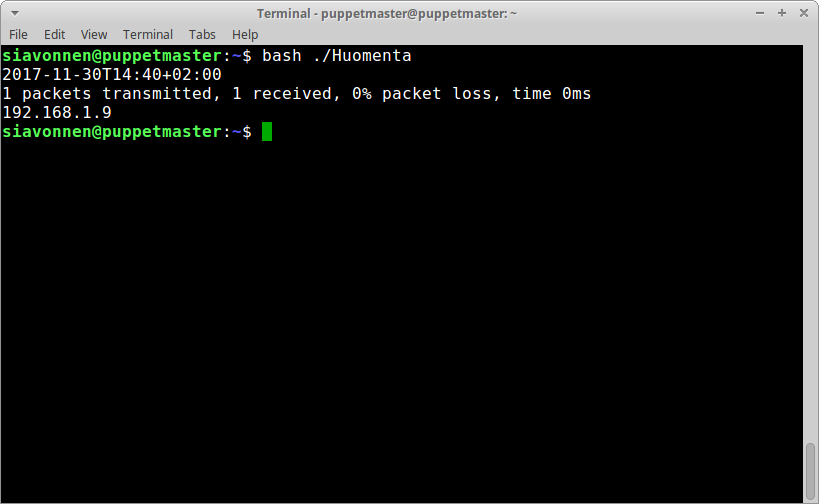 Terminal - puppetmaster@puppetmaster: ~
File Edit View Terminal Tabs Help
siavonnen@puppetmaster:~$ bash ./Huomenta
2017-11-30T14:40+02:00
1 packets transmitted, 1 received, 0% packet loss, time 0ms
192.168.1.9
siavonnen@puppetmaster:~$